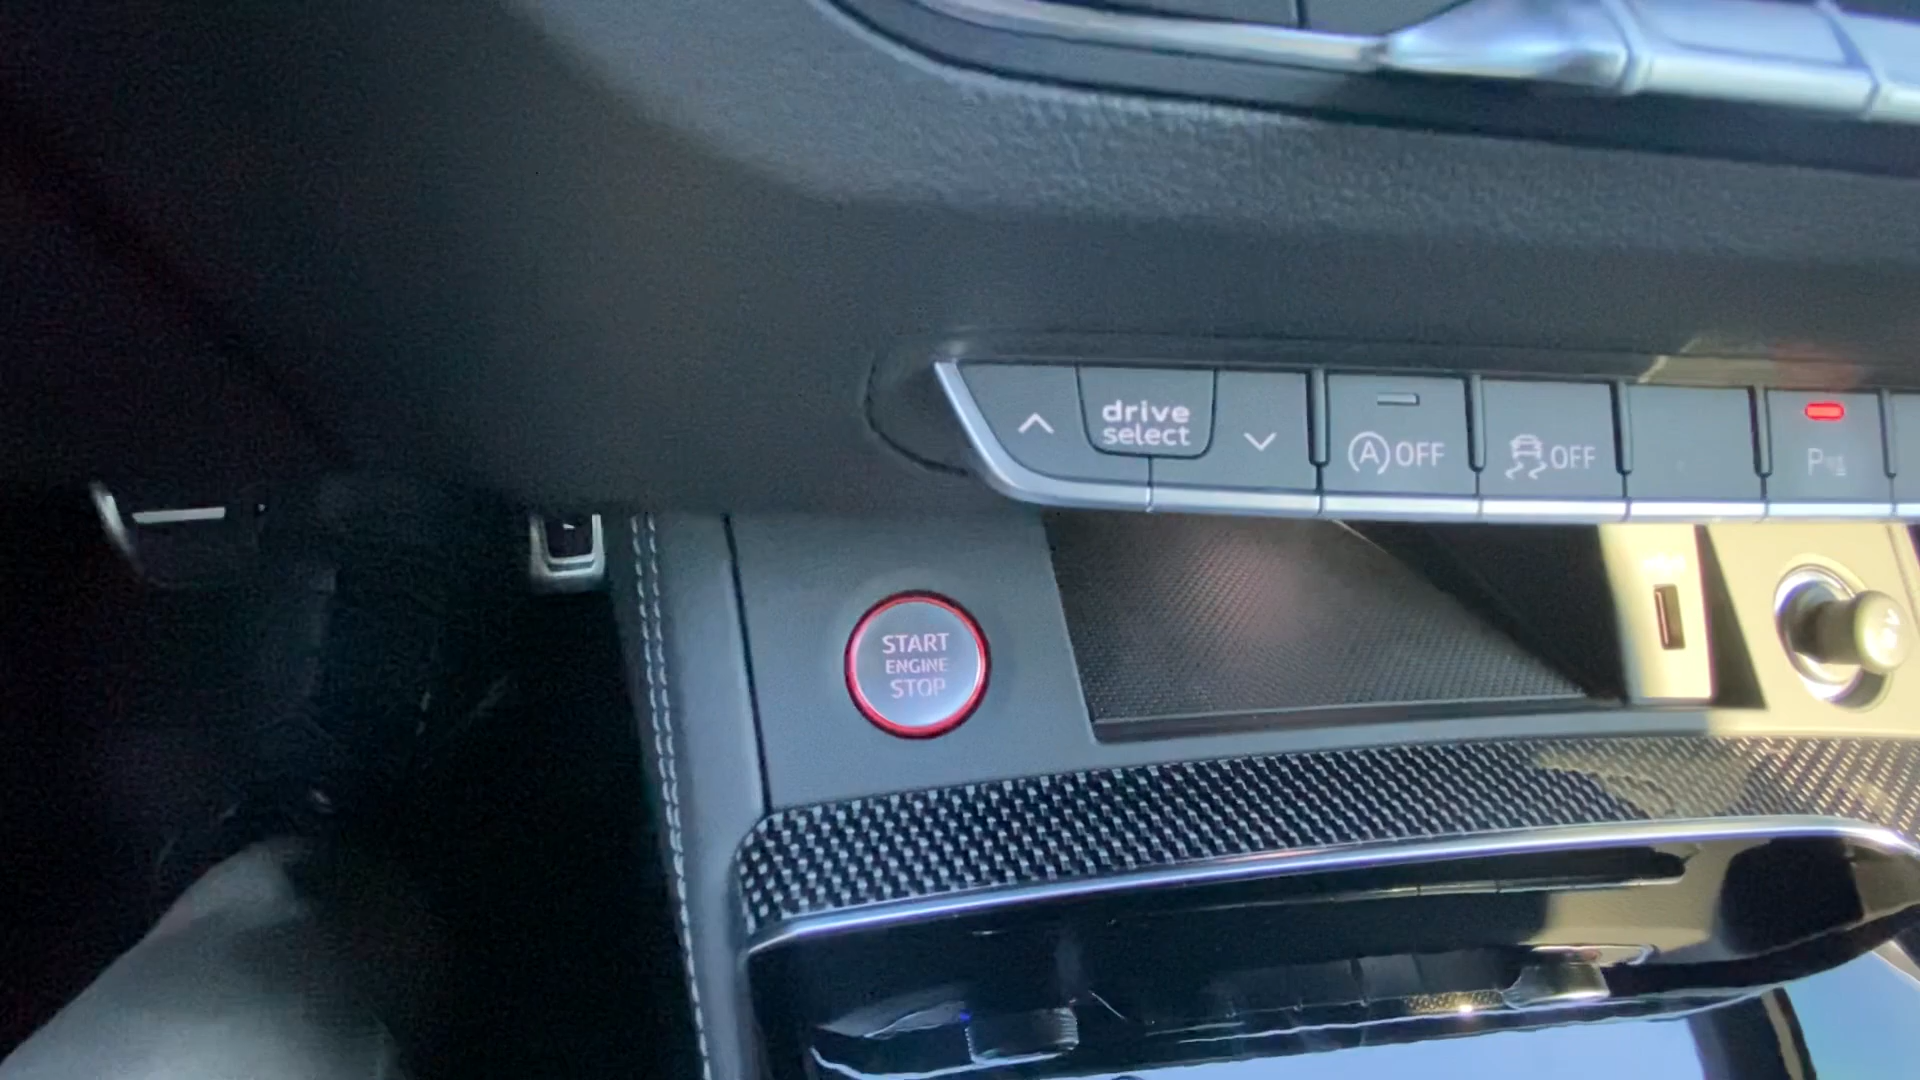 drive
select
A OFF
OFF
P
START
ENGINE
STOP